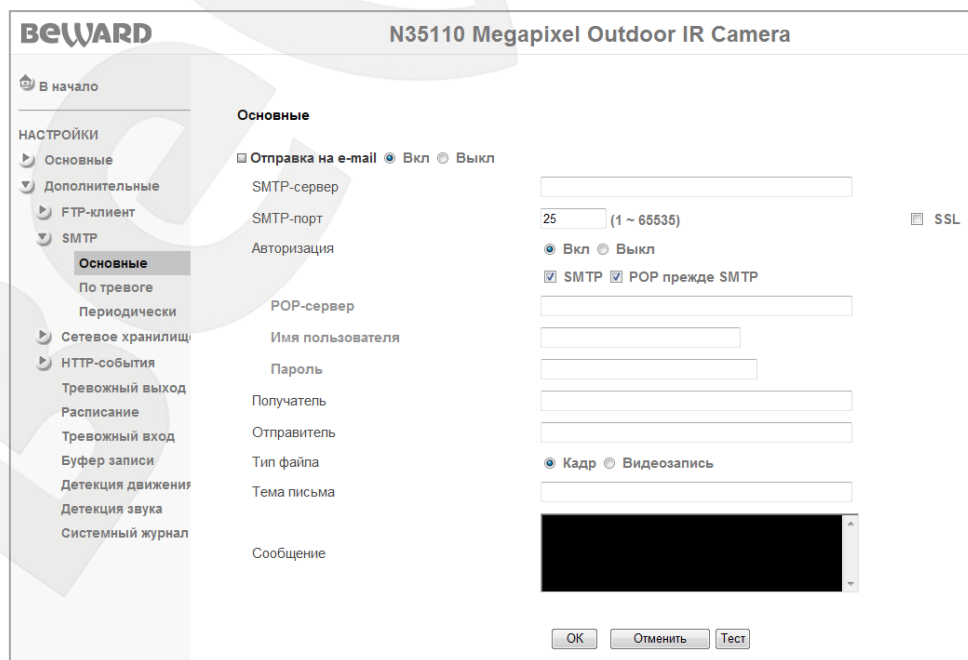 BEWARD
N35110 Megapixel Outdoor IR Camera
В начало
НАСТРОЙКИ
Основные
Дополнительные
FTP-клиент
SMTP
Основные
По тревоге
Периодически
Сетевое хранилищ
HTTP-события
Тревожный выход
Расписание
Тревожный вход
Буфер записи
Детекция движения
Детекция звука
Системный журнал
Основные
Отправка на e-mail Вкл Выкл
SMTP-сервер
SMTP-порт 25 (1 ~ 65535) SSL
Авторизация Вкл Выкл
SMTP POP прежде SMTP
POP-сервер
Имя пользователя
Пароль
Получатель
Отправитель
Тип файла Кадр Видеозапись
Тема письма
Сообщение
OK Отменить Тест